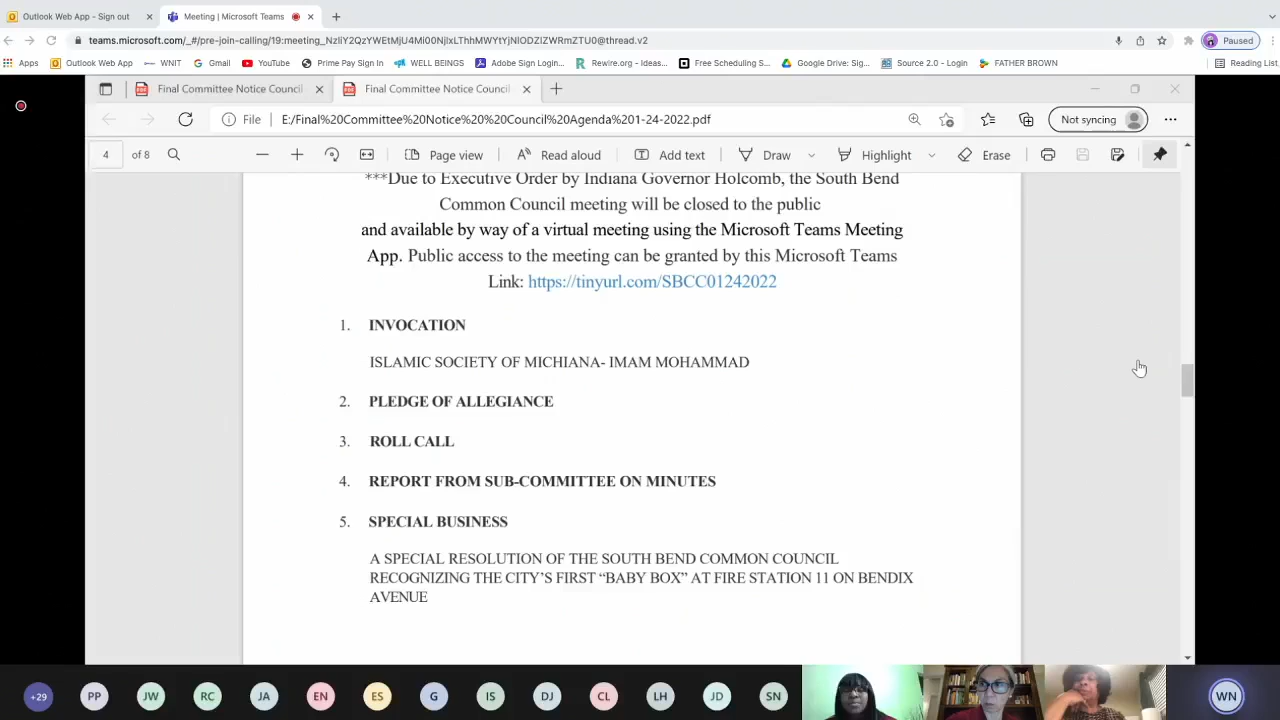 Outlook Web App - Sign out
Meeting | Microsoft Teams
teams.microsoft.com/_#/pre-join-calling/19:meeting_NzliY2QzYWEtMjU4Mi00NjIxLThhMWYtYjNlODZlZWRmZTU0@thread.v2
Paused
Apps
Outlook Web App
WNIT
Gmail
YouTube
Prime Pay Sign In
WELL BEINGS
Adobe Sign Login...
Rewire.org - Ideas...
Free Scheduling S...
Google Drive: Sig...
Source 2.0 - Login
FATHER BROWN
Reading List
Final Committee Notice Council
Final Committee Notice Council
File
E:/Final%20Committee%20Notice%20%20Council%20Agenda%201-24-2022.pdf
Not syncing
4 of 8
Page view
Read aloud
Add text
Draw
Highlight
Erase
***Due to Executive Order by Indiana Governor Holcomb, the South Bend
Common Council meeting will be closed to the public
and available by way of a virtual meeting using the Microsoft Teams Meeting
App. Public access to the meeting can be granted by this Microsoft Teams
Link: https://tinyurl.com/SBCC01242022
1. INVOCATION
ISLAMIC SOCIETY OF MICHIANA- IMAM MOHAMMAD
2. PLEDGE OF ALLEGIANCE
3. ROLL CALL
4. REPORT FROM SUB-COMMITTEE ON MINUTES
5. SPECIAL BUSINESS
A SPECIAL RESOLUTION OF THE SOUTH BEND COMMON COUNCIL
RECOGNIZING THE CITY'S FIRST “BABY BOX” AT FIRE STATION 11 ON BENDIX
AVENUE
+29 PP JW RC JA EN ES G IS DJ CL LH JD SN WN